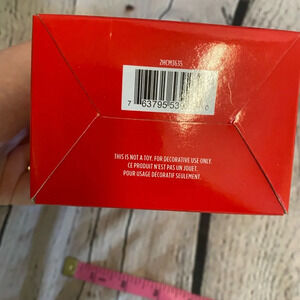 2HCM3635
7 63795 53
THIS IS NOT A TOY. FOR DECORATIVE USE ONLY.
CE PRODUIT N'EST PAS UN JOUET.
POUR USAGE DÉCORATIF SEULEMENT.